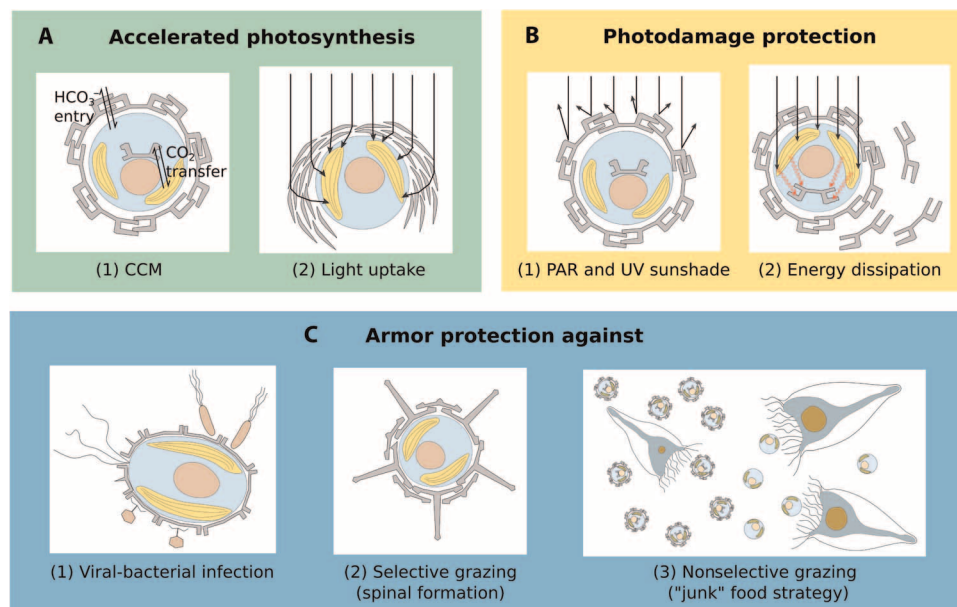 A Accelerated photosynthesis
HCO₃⁻
entry
CO₂
transfer
(1) CCM
(2) Light uptake
B Photodamage protection
(1) PAR and UV sunshade
(2) Energy dissipation
C Armor protection against
(1) Viral-bacterial infection
(2) Selective grazing
(spinal formation)
(3) Nonselective grazing
("junk" food strategy)